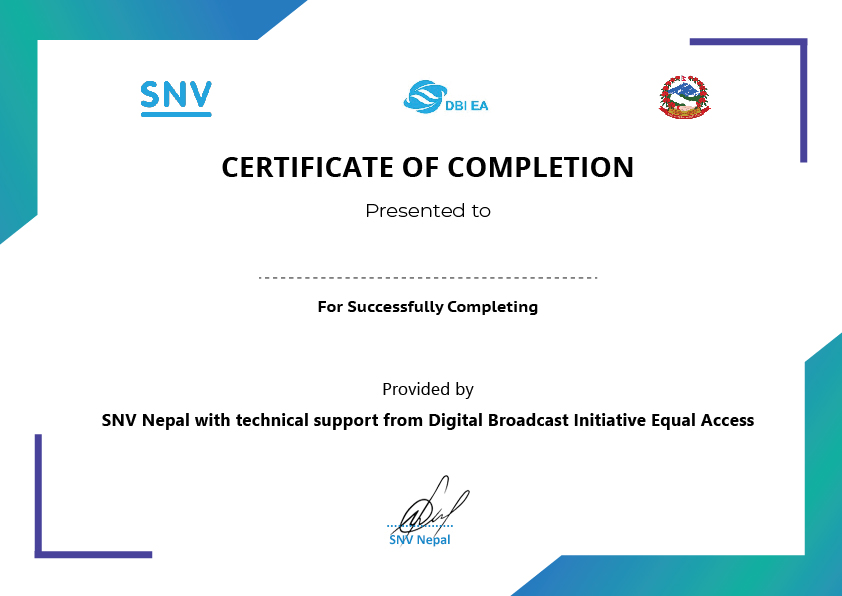 SNV
DBI EA
CERTIFICATE OF COMPLETION
Presented to
For Successfully Completing
Provided by
SNV Nepal with technical support from Digital Broadcast Initiative Equal Access
SNV Nepal